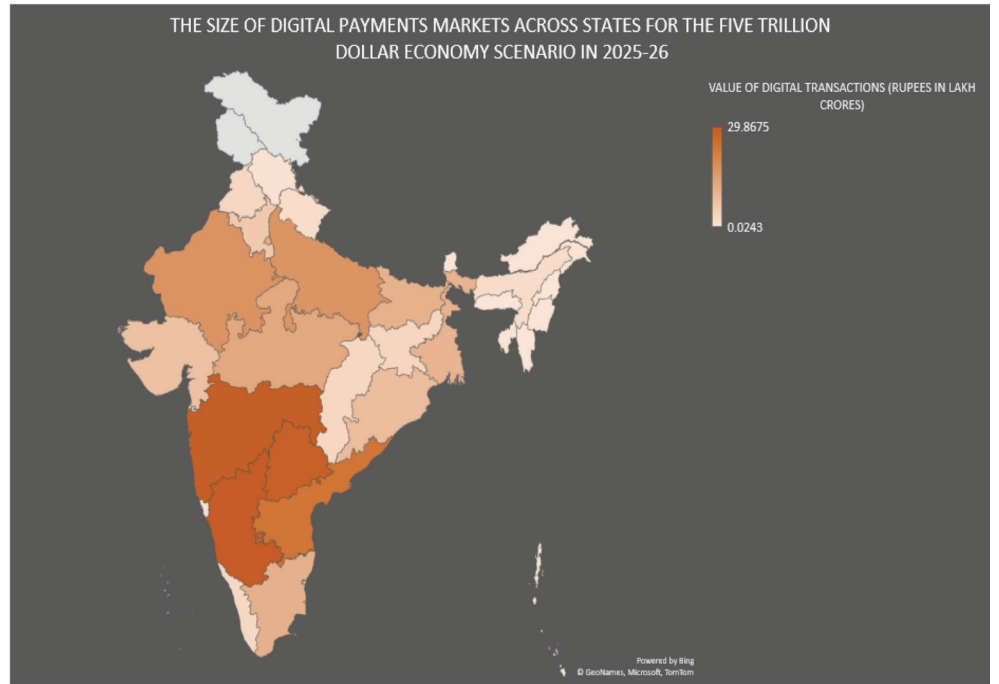 THE SIZE OF DIGITAL PAYMENTS MARKETS ACROSS STATES FOR THE FIVE TRILLION
DOLLAR ECONOMY SCENARIO IN 2025-26
VALUE OF DIGITAL TRANSACTIONS (RUPEES IN LAKH
CRORES)
29.8675
0.0243
Powered by Bing
© GeoNames, Microsoft, TomTom